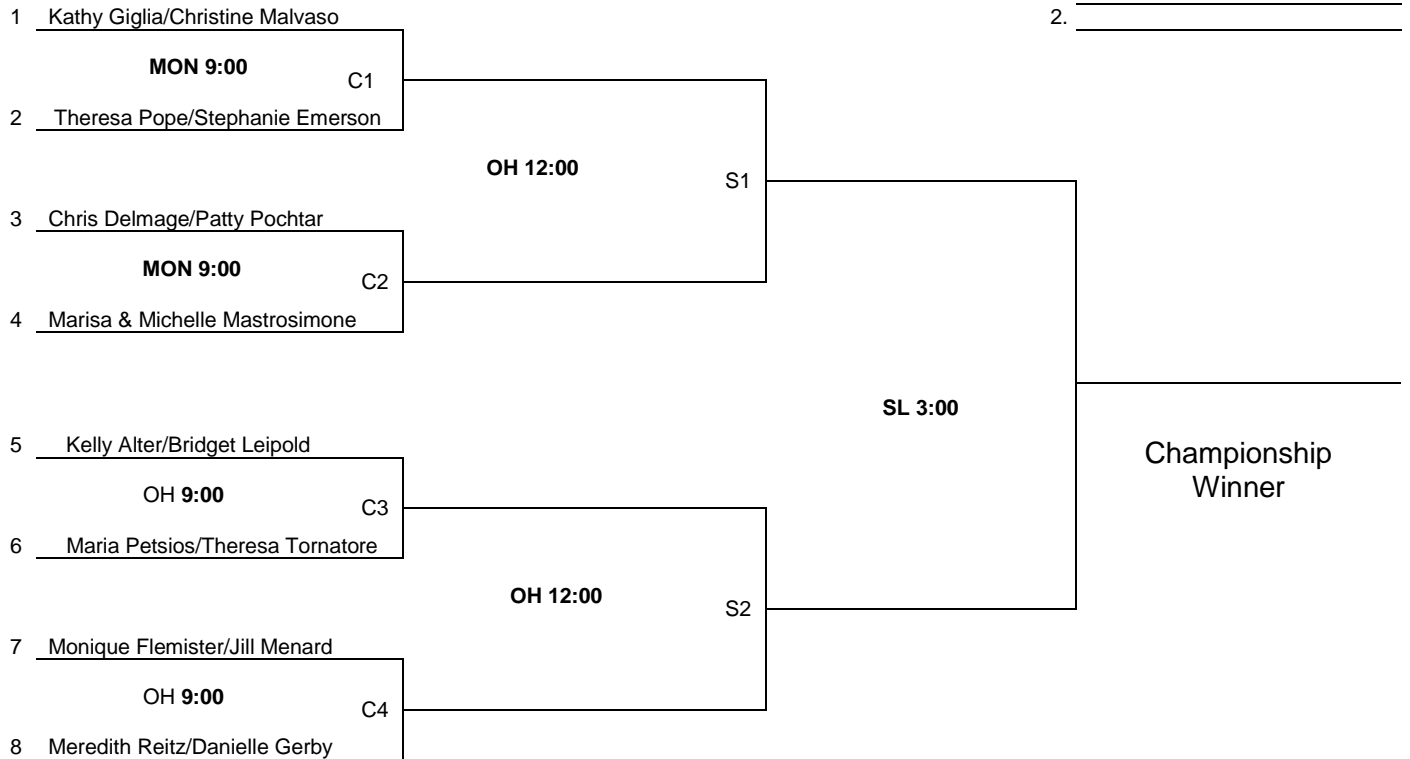 1 Kathy Giglia/Christine Malvaso
2.
MON 9:00
C1
2 Theresa Pope/Stephanie Emerson
OH 12:00
S1
3 Chris Delmage/Patty Pochtar
MON 9:00
C2
4 Marisa & Michelle Mastrosimone
SL 3:00
5 Kelly Alter/Bridget Leipold
Championship
Winner
OH 9:00
C3
6 Maria Petsios/Theresa Tornatore
OH 12:00
S2
7 Monique Flemister/Jill Menard
OH 9:00
C4
8 Meredith Reitz/Danielle Gerby